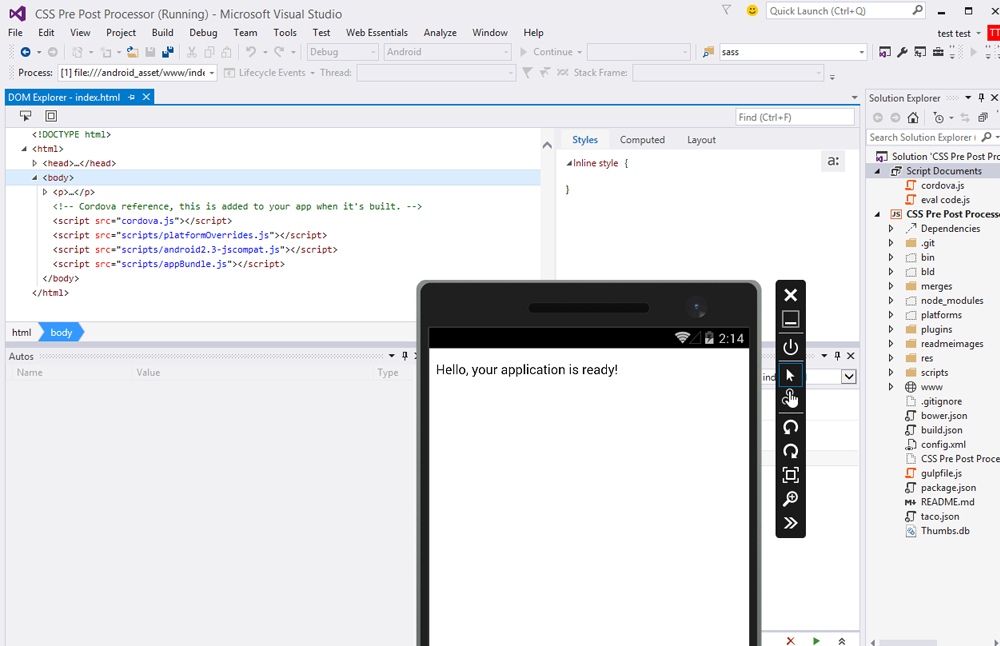 CSS Pre Post Processor (Running) - Microsoft Visual Studio
Quick Launch (Ctrl+Q)
File Edit View Project Build Debug Team Tools Test Web Essentials Analyze Window Help
test test
TT
Debug Android Continue sass
Process: [1] file:///android_asset/www/inde Lifecycle Events Thread: Stack Frame:
DOM Explorer - index.html
Find (Ctrl+F)
<!DOCTYPE html>
<html>
<head>…</head>
<body>
<p>…</p>
<!-- Cordova reference, this is added to your app when it's built. -->
<script src="cordova.js"></script>
<script src="scripts/platformOverrides.js"></script>
<script src="scripts/android2.3-jscompat.js"></script>
<script src="scripts/appBundle.js"></script>
</body>
</html>
html body
Styles Computed Layout
Inline style {
a:
}
Autos
Name Value Type
2:14
Hello, your application is ready!
ind
Solution Explorer
Search Solution Explorer (
Solution 'CSS Pre Post Pro
Script Documents
cordova.js
eval code.js
CSS Pre Post Process
Dependencies
.git
bin
bld
merges
node_modules
platforms
plugins
readmeimages
res
scripts
www
.gitignore
bower.json
build.json
config.xml
CSS Pre Post Proce
gulpfile.js
package.json
README.md
taco.json
Thumbs.db